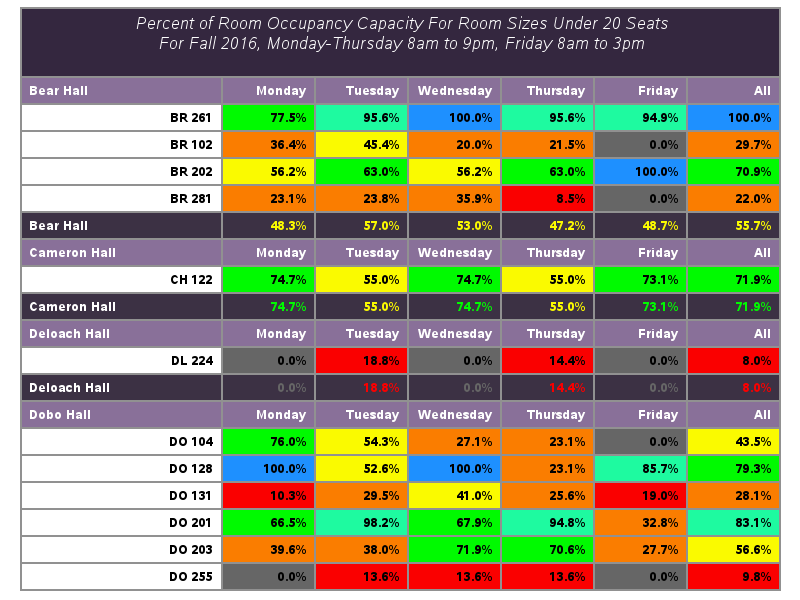 Percent of Room Occupancy Capacity For Room Sizes Under 20 Seats
For Fall 2016, Monday-Thursday 8am to 9pm, Friday 8am to 3pm
Bear Hall Monday Tuesday Wednesday Thursday Friday All
BR 261 77.5% 95.6% 100.0% 95.6% 94.9% 100.0%
BR 102 36.4% 45.4% 20.0% 21.5% 0.0% 29.7%
BR 202 56.2% 63.0% 56.2% 63.0% 100.0% 70.9%
BR 281 23.1% 23.8% 35.9% 8.5% 0.0% 22.0%
Bear Hall 48.3% 57.0% 53.0% 47.2% 48.7% 55.7%
Cameron Hall Monday Tuesday Wednesday Thursday Friday All
CH 122 74.7% 55.0% 74.7% 55.0% 73.1% 71.9%
Cameron Hall 74.7% 55.0% 74.7% 55.0% 73.1% 71.9%
Deloach Hall Monday Tuesday Wednesday Thursday Friday All
DL 224 0.0% 18.8% 0.0% 14.4% 0.0% 8.0%
Deloach Hall 0.0% 18.8% 0.0% 14.4% 0.0% 8.0%
Dobo Hall Monday Tuesday Wednesday Thursday Friday All
DO 104 76.0% 54.3% 27.1% 23.1% 0.0% 43.5%
DO 128 100.0% 52.6% 100.0% 23.1% 85.7% 79.3%
DO 131 10.3% 29.5% 41.0% 25.6% 19.0% 28.1%
DO 201 66.5% 98.2% 67.9% 94.8% 32.8% 83.1%
DO 203 39.6% 38.0% 71.9% 70.6% 27.7% 56.6%
DO 255 0.0% 13.6% 13.6% 13.6% 0.0% 9.8%